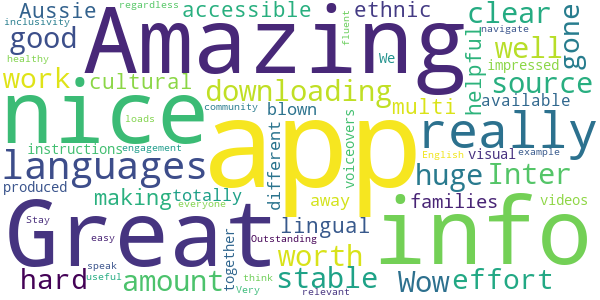 regardless
Aussie
accessible
ethnic
clear
inclusivity
good
Amazing
fluent
We
navigate
gone
healthy
work
cultural
downloading
helpful
well
impressed
source
nice
community
blown
multi
available
loads
app
really
instructions
engagement
different
voiceovers
English
visual
example
languages
huge
Inter
produced
making
totally
away
families
videos
Stay
everyone
Great
lingual
info
easy
Outstanding
together
worth
hard
speak
amount
useful
Very
think
stable
relevant
Wow
effort